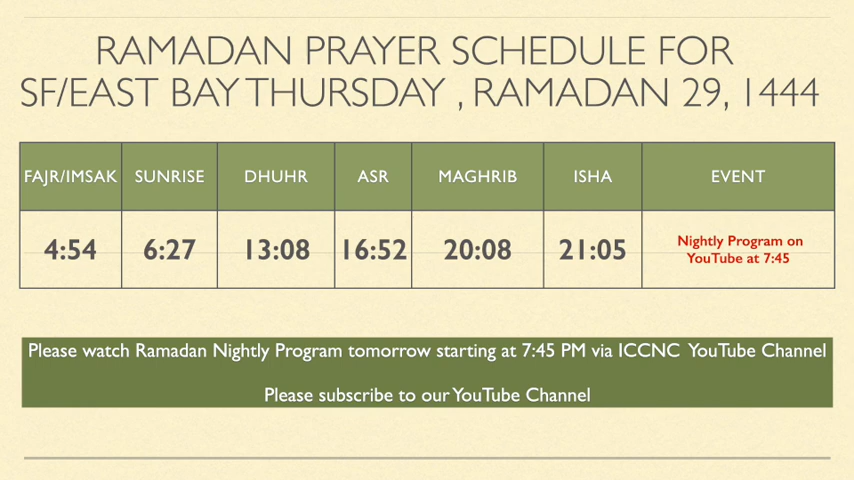 RAMADAN PRAYER SCHEDULE FOR
SF/EAST BAY THURSDAY , RAMADAN 29, 1444
FAJR/IMSAK SUNRISE DHUHR ASR MAGHRIB ISHA EVENT
4:54 6:27 13:08 16:52 20:08 21:05 Nightly Program on
YouTube at 7:45
Please watch Ramadan Nightly Program tomorrow starting at 7:45 PM via ICCNC YouTube Channel
Please subscribe to our YouTube Channel